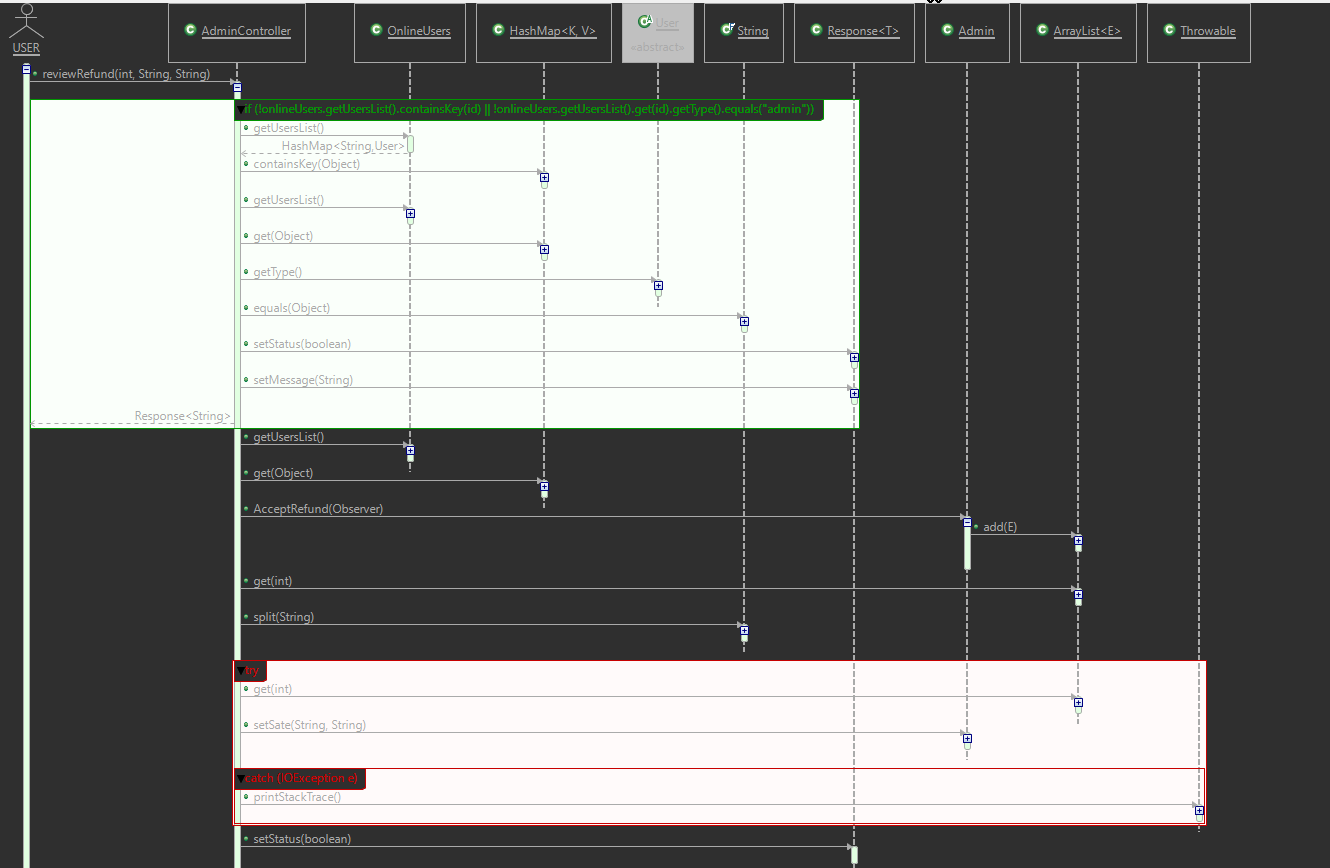 USER
AdminController
OnlineUsers
HashMap<K, V>
User
«abstract»
String
Response<T>
Admin
ArrayList<E>
Throwable
reviewRefund(int, String, String)
if (!onlineUsers.getUsersList().containsKey(id) || !onlineUsers.getUsersList().get(id).getType().equals("admin"))
getUsersList()
HashMap<String,User>
containsKey(Object)
getUsersList()
get(Object)
getType()
equals(Object)
setStatus(boolean)
setMessage(String)
Response<String>
getUsersList()
get(Object)
AcceptRefund(Observer)
add(E)
get(int)
split(String)
try
get(int)
setSate(String, String)
catch (IOException e)
printStackTrace()
setStatus(boolean)